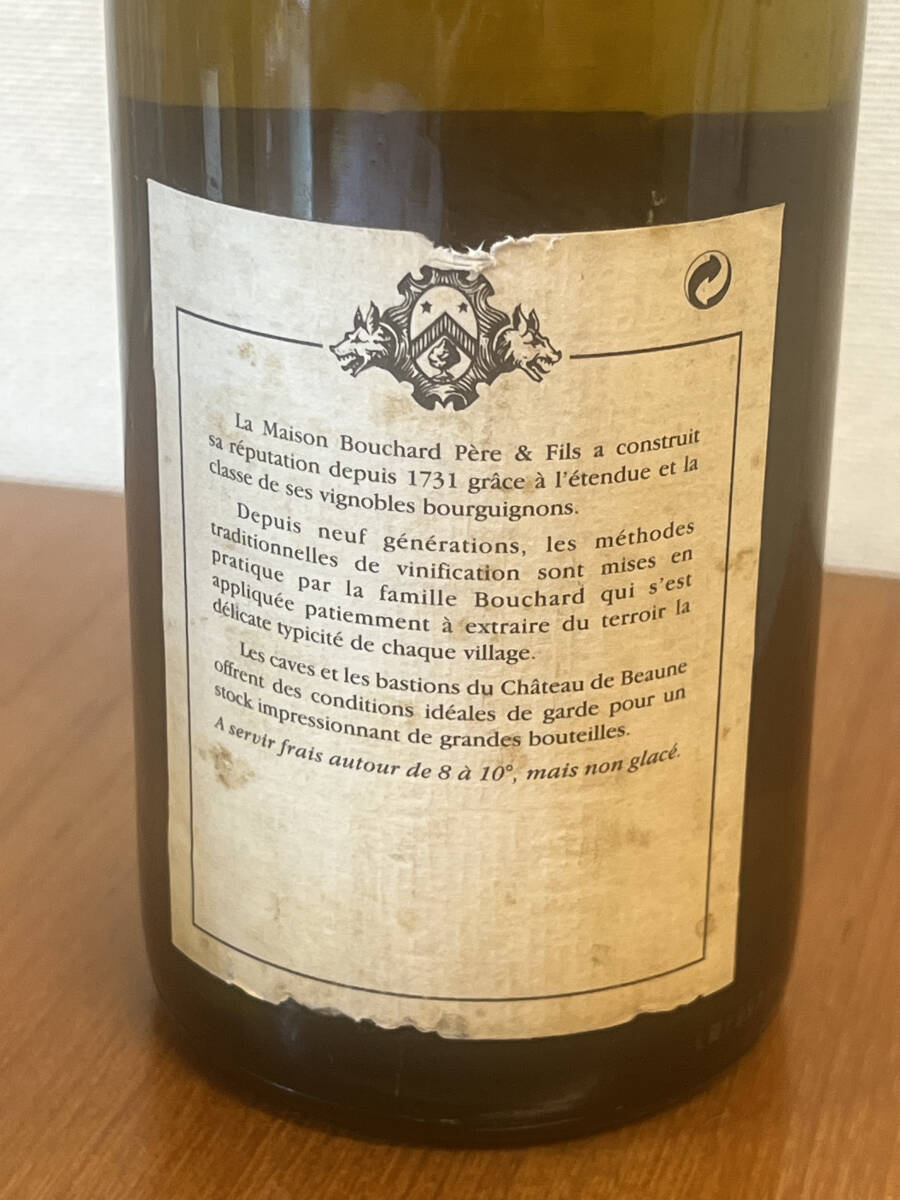 La Maison Bouchard Père & Fils a construit
sa réputation depuis 1731 grâce à l'étendue et la
classe de ses vignobles bourguignons.
Depuis neuf générations, les méthodes
traditionnelles de vinification sont mises en
pratique par la famille Bouchard qui s'est
appliquée patiemment à extraire du terroir la
délicate typicité de chaque village.
Les caves et les bastions du Château de Beaune
offrent des conditions idéales de garde pour un
stock impressionnant de grandes bouteilles.
A servir frais autour de 8 à 10°, mais non glacé.